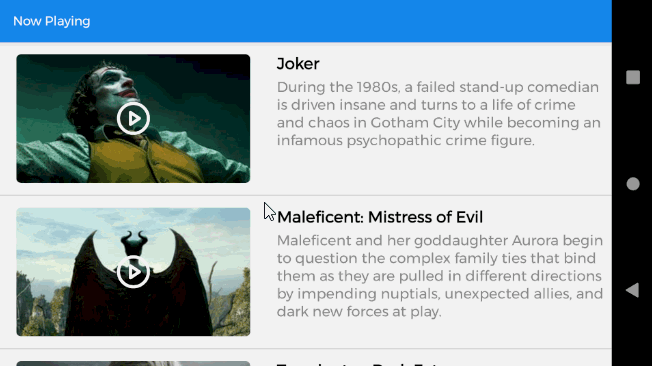 Now Playing
Joker
During the 1980s, a failed stand-up comedian
is driven insane and turns to a life of crime
and chaos in Gotham City while becoming an
infamous psychopathic crime figure.
Maleficent: Mistress of Evil
Maleficent and her goddaughter Aurora begin
to question the complex family ties that bind
them as they are pulled in different directions
by impending nuptials, unexpected allies, and
dark new forces at play.